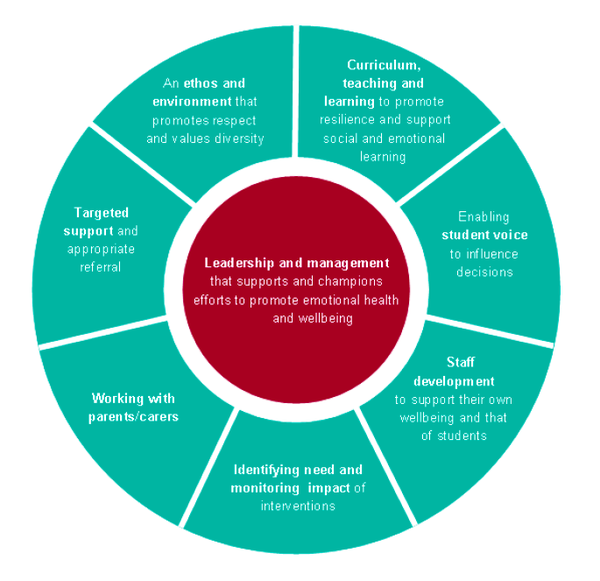 An ethos and
environment that
promotes respect
and values diversity
Curriculum,
teaching and
learning to promote
resilience and support
social and emotional
learning
Enabling
student voice
to influence
decisions
Staff
development
to support their own
wellbeing and that
of students
Identifying need and
monitoring impact of
interventions
Working with
parents/carers
Targeted
support and
appropriate
referral
Leadership and management
that supports and champions
efforts to promote emotional health
and wellbeing